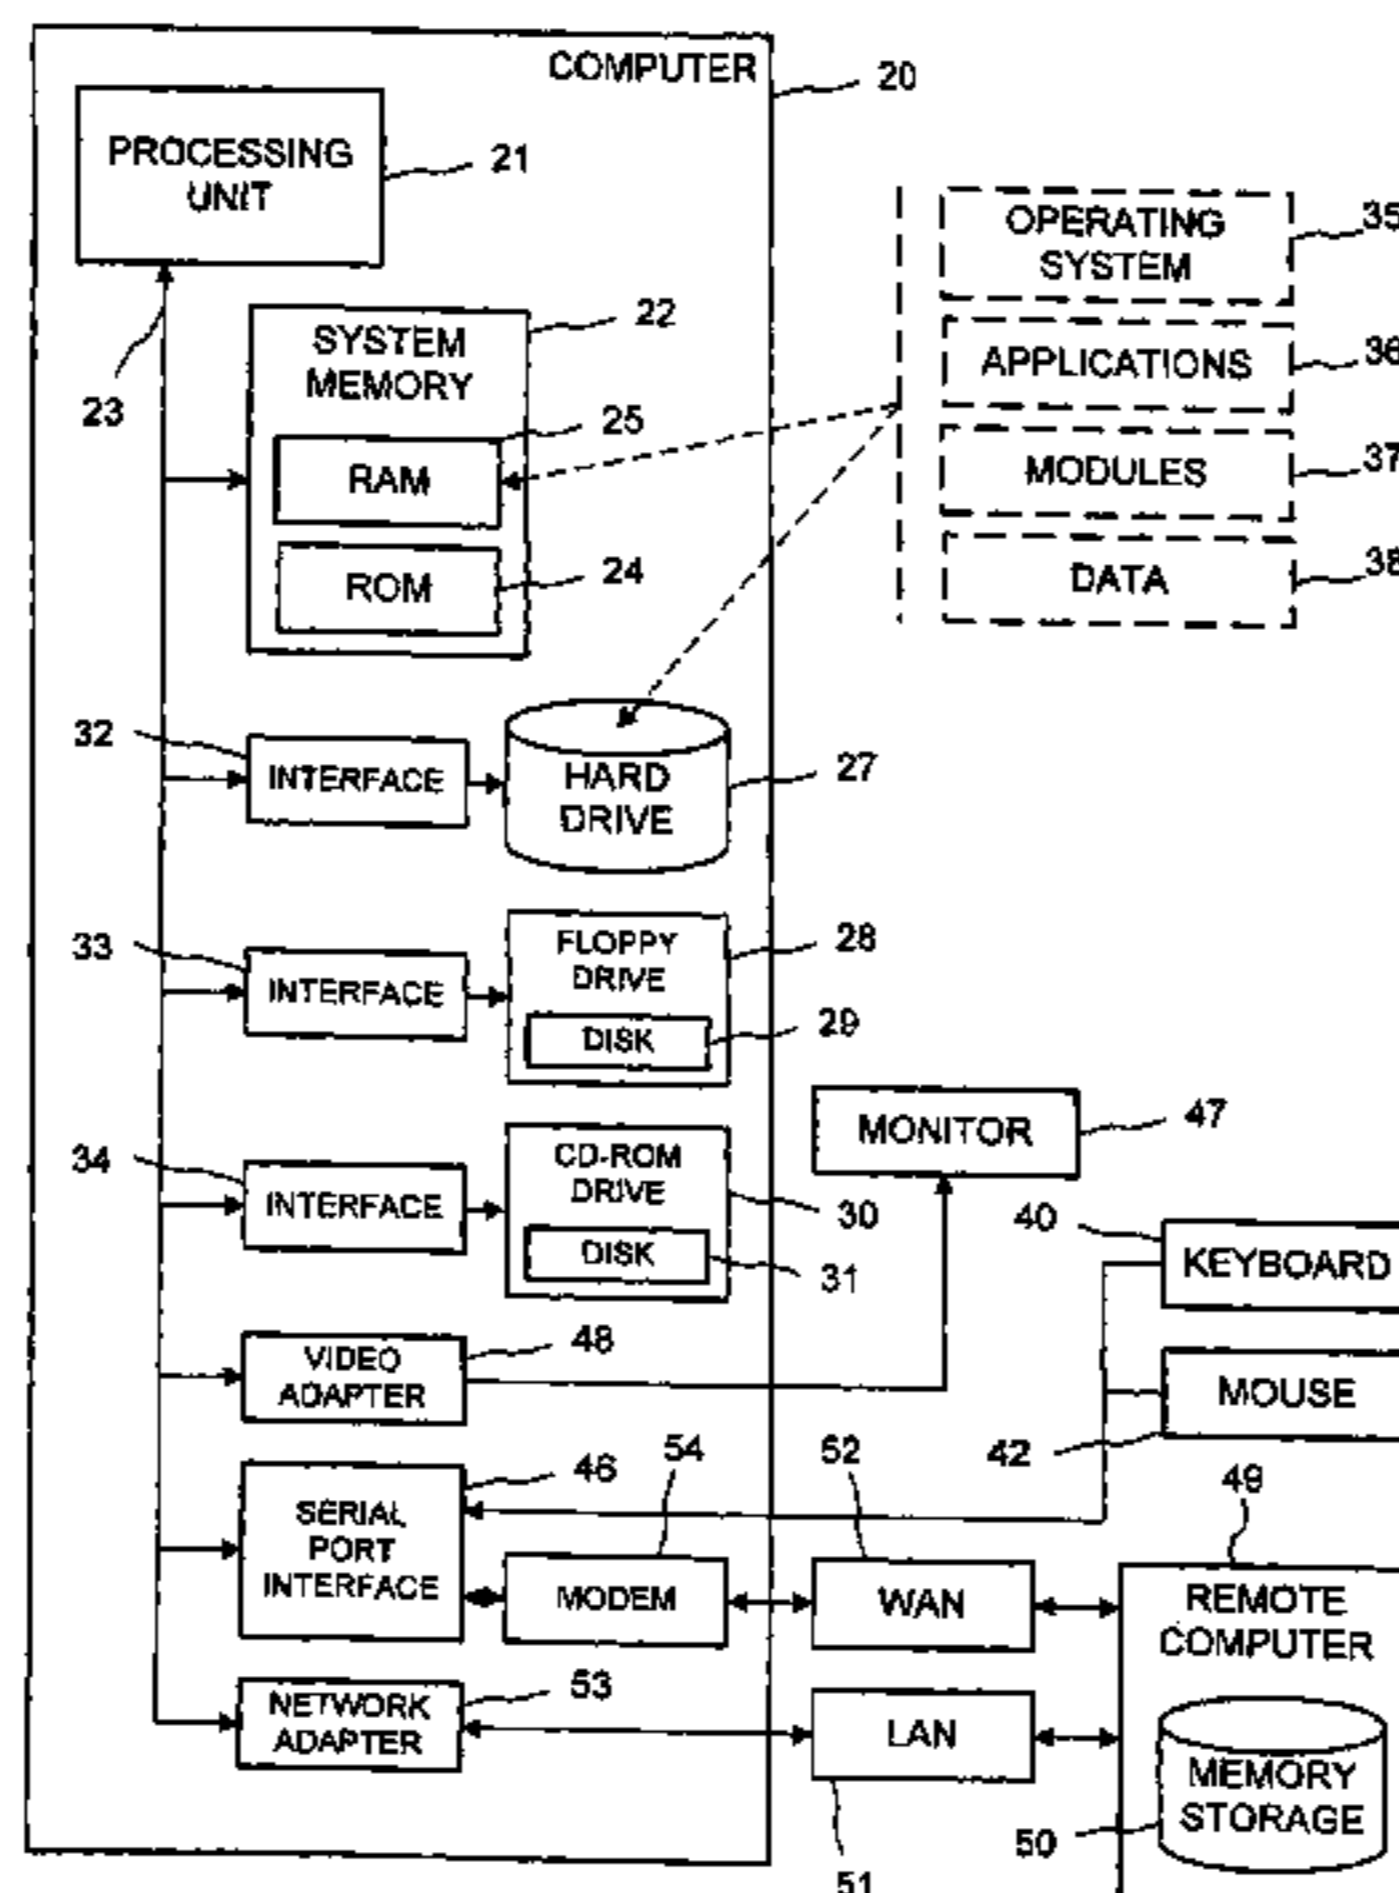 COMPUTER
20
PROCESSING
UNIT
21
23
SYSTEM
MEMORY
22
RAM
25
ROM
24
OPERATING
SYSTEM
35
APPLICATIONS
36
MODULES
37
DATA
38
32
INTERFACE
HARD
DRIVE
27
33
INTERFACE
FLOPPY
DRIVE
28
DISK
29
34
INTERFACE
CD-ROM
DRIVE
30
DISK
31
MONITOR
47
40
KEYBOARD
MOUSE
42
VIDEO
ADAPTER
48
SERIAL
PORT
INTERFACE
46
54
MODEM
52
WAN
49
REMOTE
COMPUTER
NETWORK
ADAPTER
53
LAN
51
MEMORY
STORAGE
50